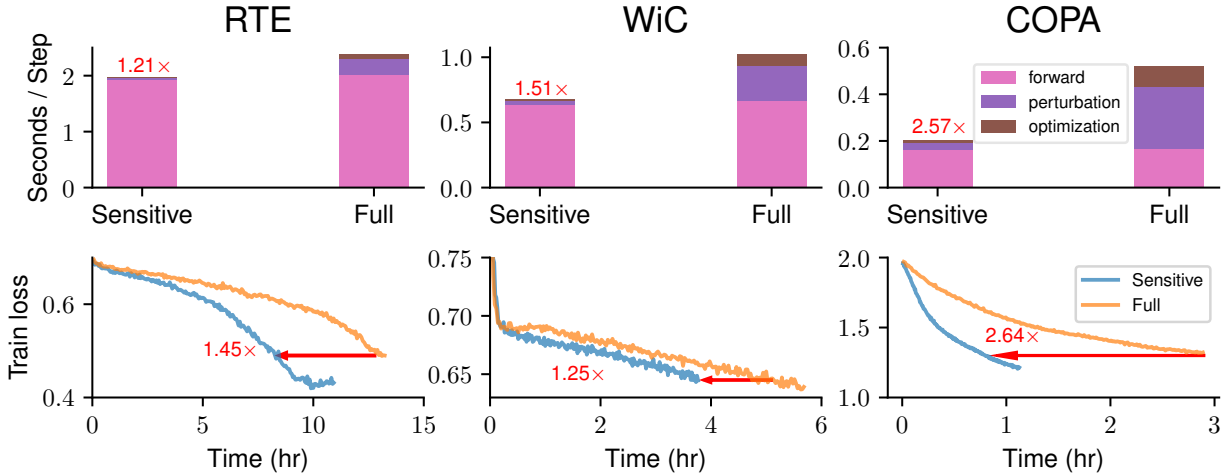 RTE
WiC
COPA
Seconds / Step
2
1
0
1.21×
Sensitive
Full
1.0
0.5
0.0
1.51×
Sensitive
Full
0.6
0.4
0.2
0.0
2.57×
forward
perturbation
optimization
Sensitive
Full
Train loss
0.6
0.4
1.45×
0
5
10
15
Time (hr)
0.75
0.70
0.65
1.25×
0
2
4
6
Time (hr)
2.0
1.5
1.0
Sensitive
Full
2.64×
0
1
2
3
Time (hr)